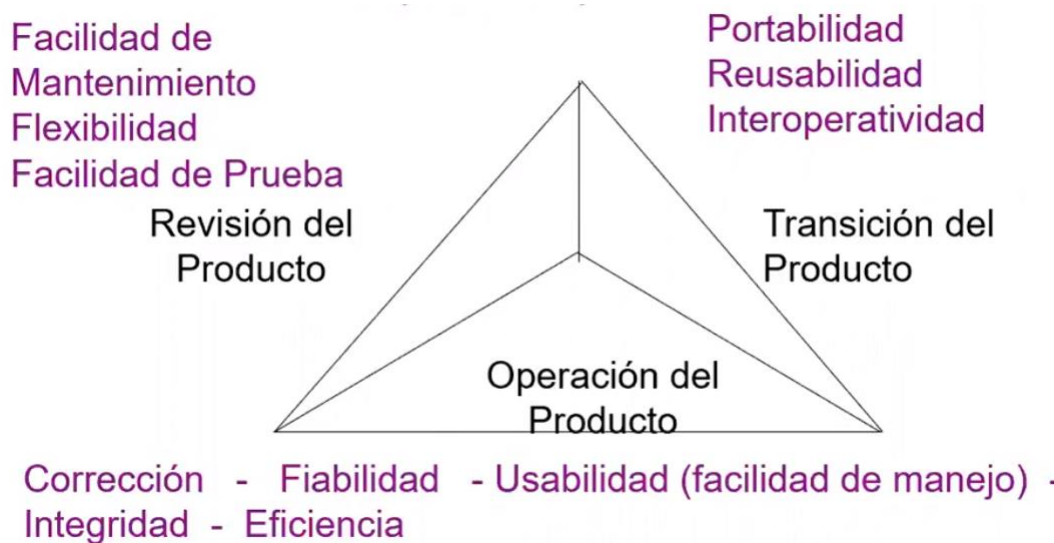 Facilidad de
Mantenimiento
Flexibilidad
Facilidad de Prueba
Revisión del
Producto
Portabilidad
Reusabilidad
Interoperatividad
Transición del
Producto
Operación del
Producto
Corrección - Fiabilidad - Usabilidad (facilidad de manejo) -
Integridad - Eficiencia